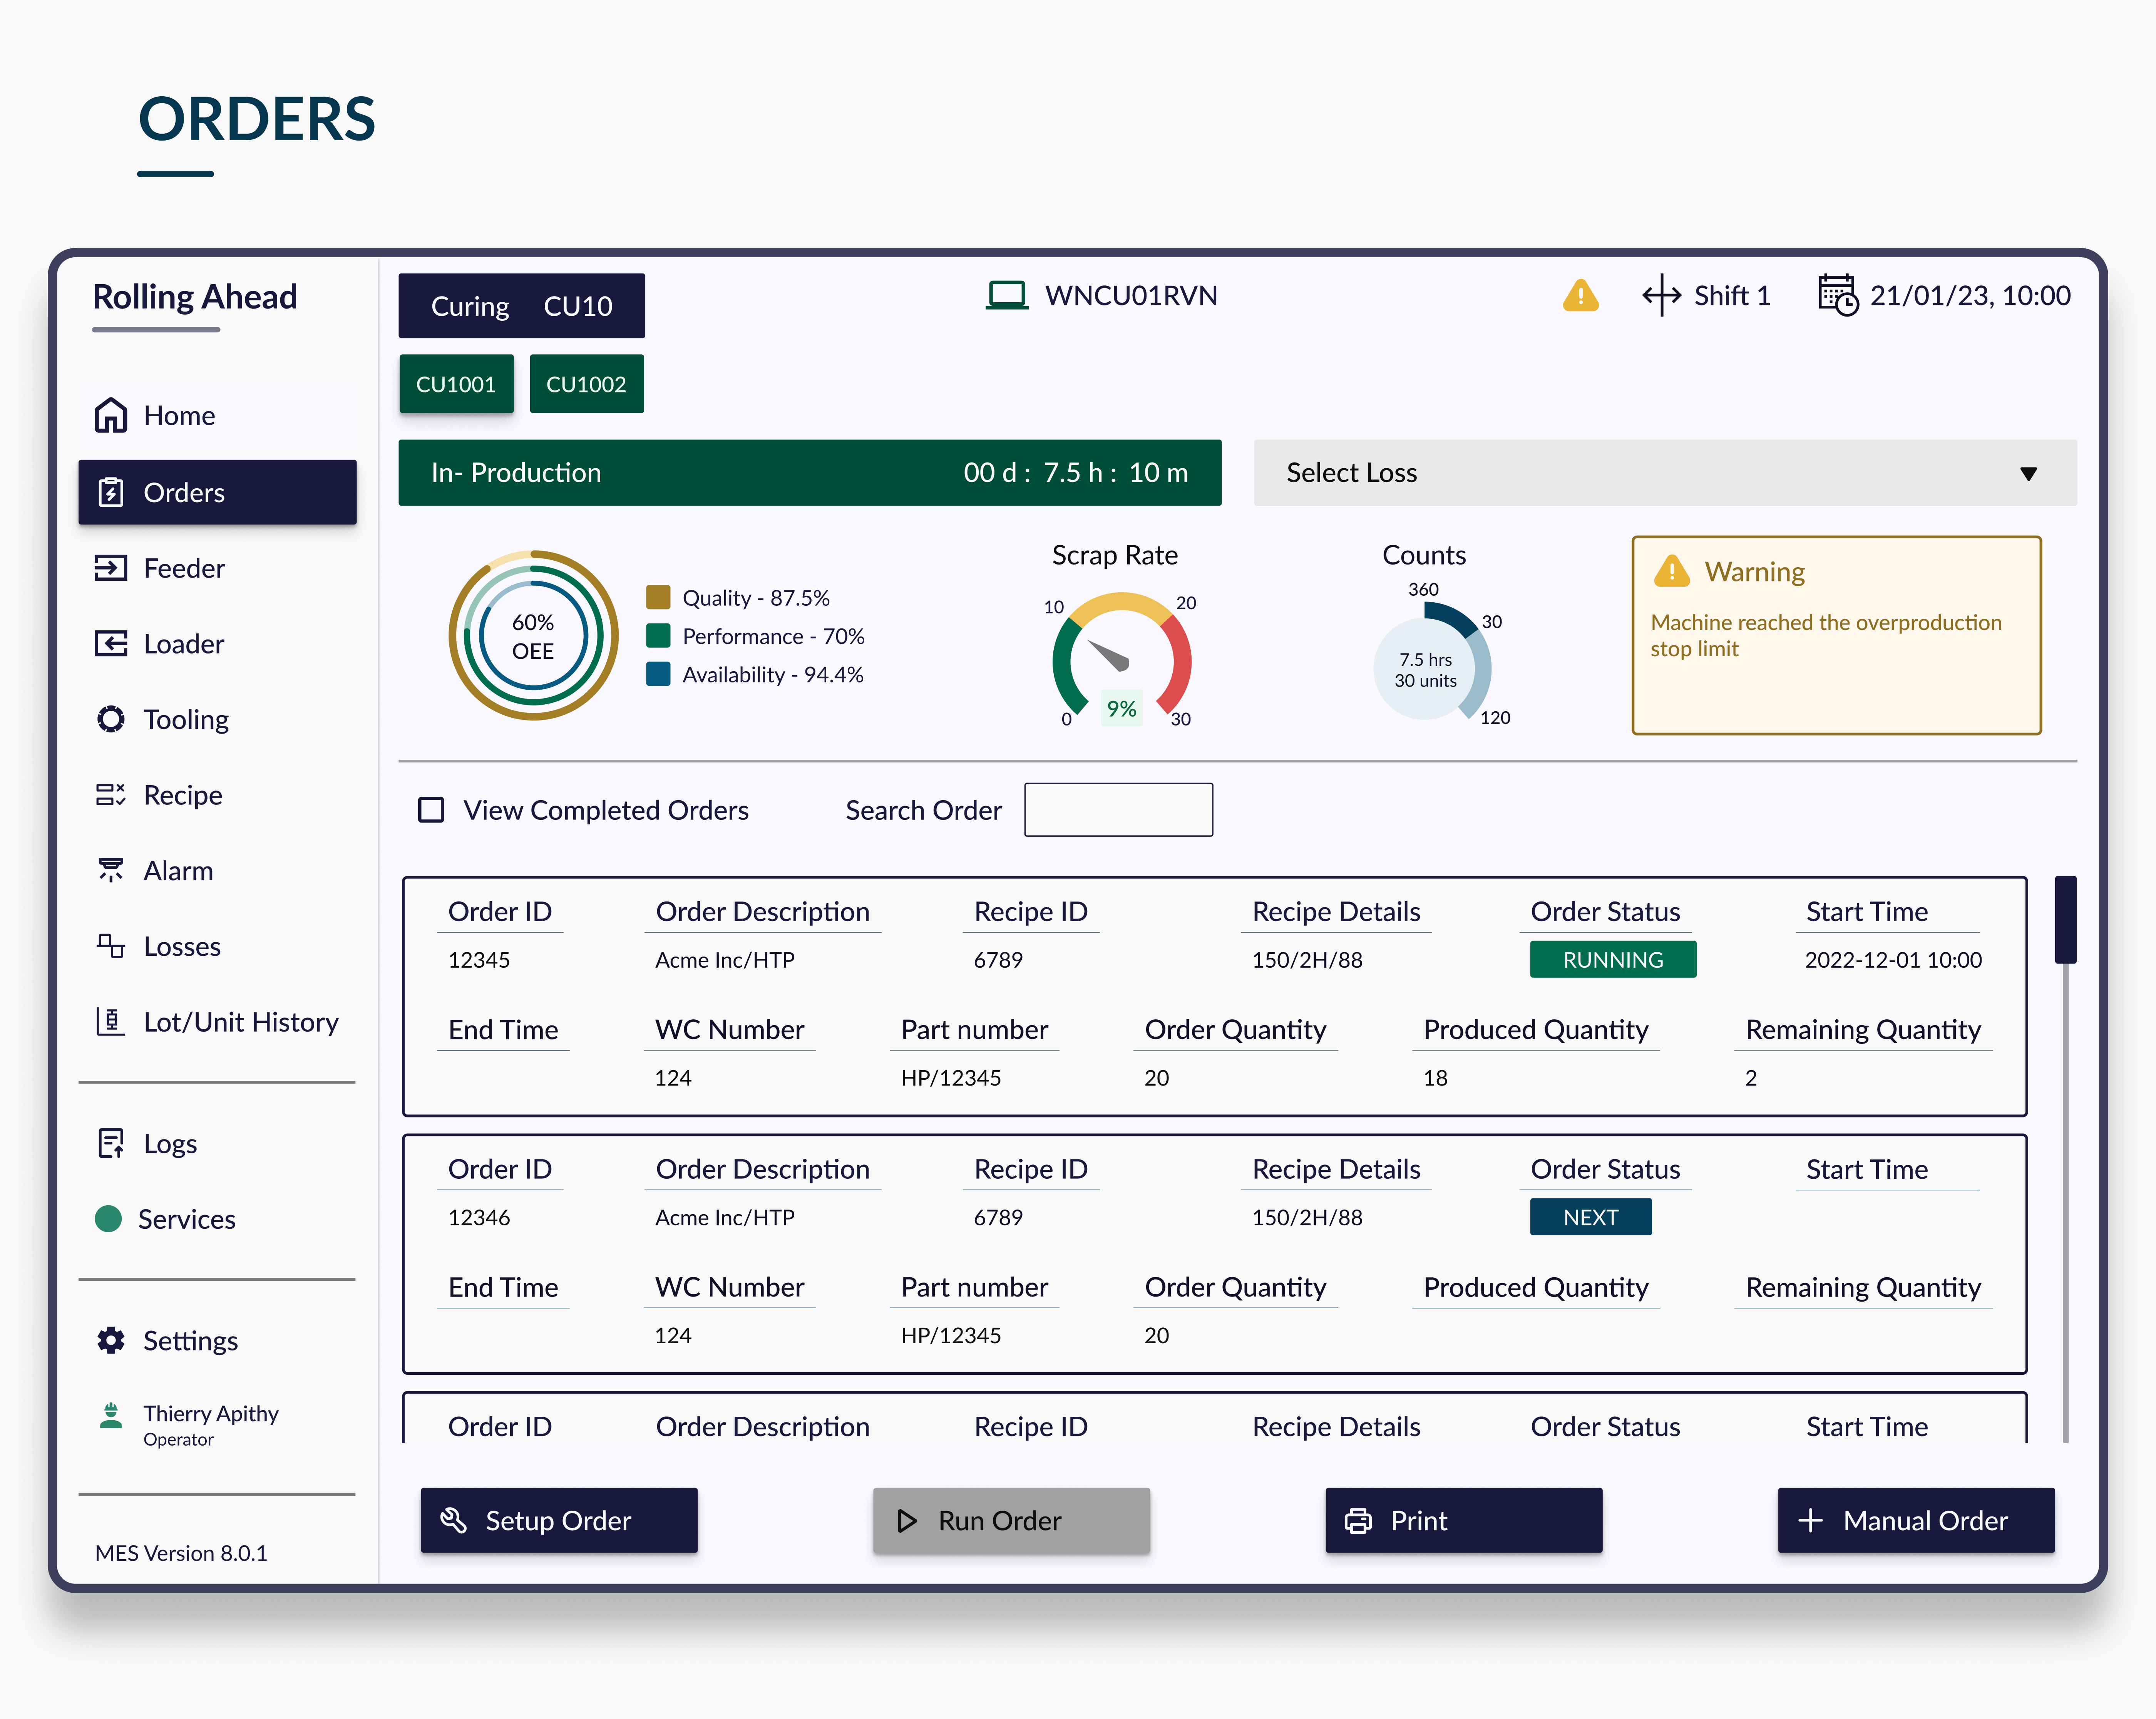 ORDERS
Rolling Ahead
Home
Orders
Feeder
Loader
Tooling
Recipe
Alarm
Losses
Lot/Unit History
Logs
Services
Settings
Thierry Apithy
Operator
MES Version 8.0.1
Curing CU10
WNCU01RVN
Shift 1
21/01/23, 10:00
CU1001 CU1002
In- Production 00 d : 7.5 h : 10 m
Select Loss
60%
OEE
Quality - 87.5%
Performance - 70%
Availability - 94.4%
Scrap Rate
10
20
0
30
9%
Counts
360
30
120
7.5 hrs
30 units
Warning
Machine reached the overproduction
stop limit
View Completed Orders Search Order
Order ID Order Description Recipe ID Recipe Details Order Status Start Time
12345 Acme Inc/HTP 6789 150/2H/88 RUNNING 2022-12-01 10:00
End Time WC Number Part number Order Quantity Produced Quantity Remaining Quantity
124 HP/12345 20 18 2
Order ID Order Description Recipe ID Recipe Details Order Status Start Time
12346 Acme Inc/HTP 6789 150/2H/88 NEXT
End Time WC Number Part number Order Quantity Produced Quantity Remaining Quantity
124 HP/12345 20
Order ID Order Description Recipe ID Recipe Details Order Status Start Time
Setup Order Run Order Print Manual Order